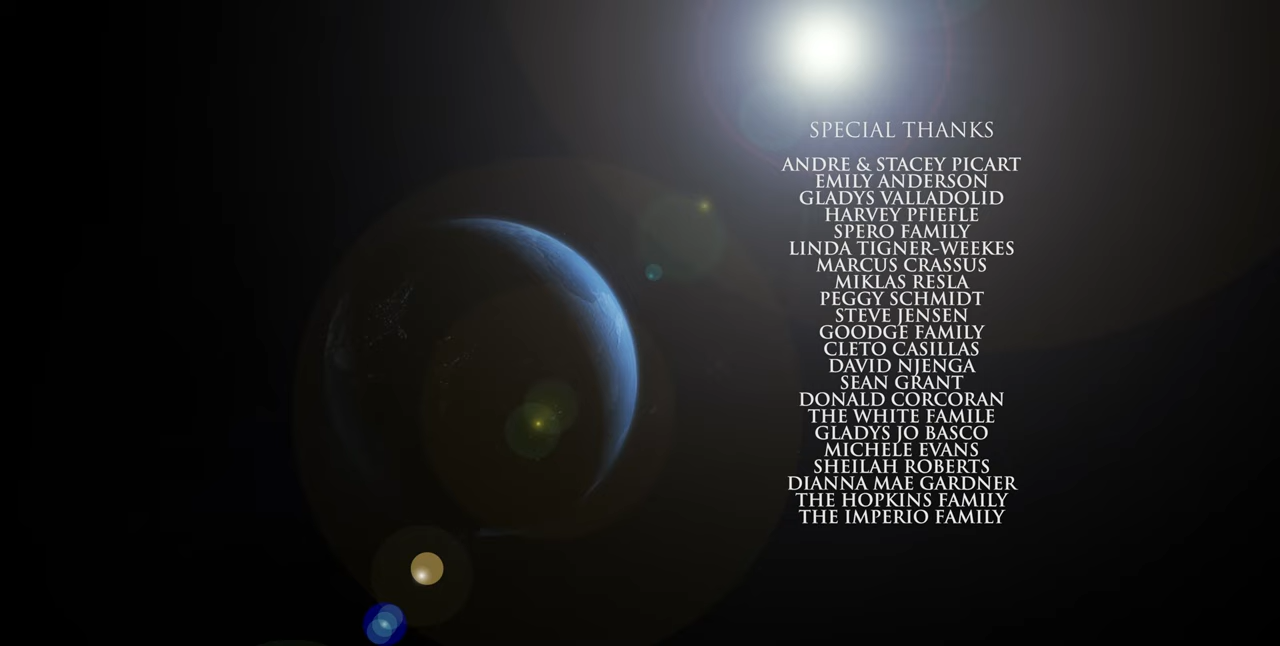 SPECIAL THANKS
ANDRE & STACEY PICART
EMILY ANDERSON
GLADYS VALLADOLID
HARVEY PFIEFLE
SPERO FAMILY
LINDA TIGNER-WEEKES
MARCUS CRASSUS
MIKLAS RESLA
PEGGY SCHMIDT
STEVE JENSEN
GOODGE FAMILY
CLETO CASILLAS
DAVID NJENGA
SEAN GRANT
DONALD CORCORAN
THE WHITE FAMILE
GLADYS JO BASCO
MICHELE EVANS
SHEILAH ROBERTS
DIANNA MAE GARDNER
THE HOPKINS FAMILY
THE IMPERIO FAMILY